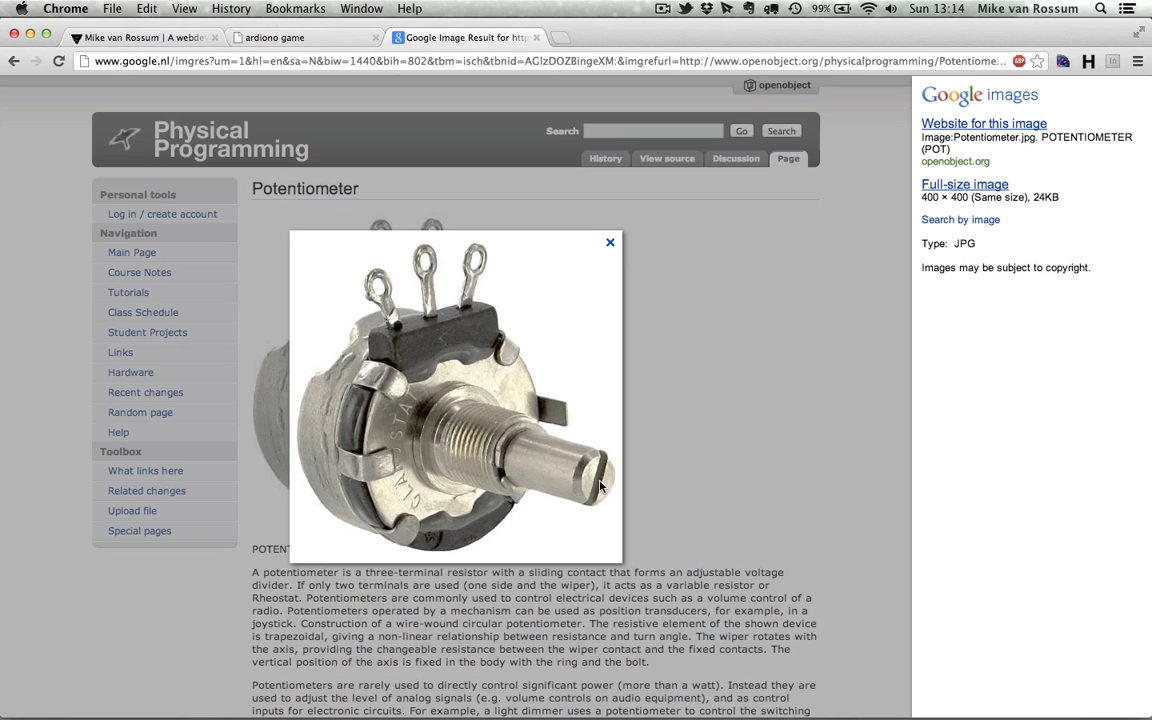 Chrome File Edit View History Bookmarks Window Help 99% Sun 13:14 Mike van Rossum
Mike van Rossum | A webdev
ardiono game
Google Image Result for http
www.google.nl/imgres?um=1&hl=en&sa=N&biw=1440&bih=802&tbm=isch&tbnid=AGlzDOZBingeXM:&imgrefurl=http://www.openobject.org/physicalprogramming/Potentiome...
ABP
H
in
openobject
Physical
Programming
Search Go Search
History View source Discussion Page
Personal tools
Log in / create account
Navigation
Main Page
Course Notes
Tutorials
Class Schedule
Student Projects
Links
Hardware
Recent changes
Random page
Help
Toolbox
What links here
Related changes
Upload file
Special pages
Potentiometer
×
CLAROSTAT
POTENT
A potentiometer is a three-terminal resistor with a sliding contact that forms an adjustable voltage
divider. If only two terminals are used (one side and the wiper), it acts as a variable resistor or
Rheostat. Potentiometers are commonly used to control electrical devices such as a volume control of a
radio. Potentiometers operated by a mechanism can be used as position transducers, for example, in a
joystick. Construction of a wire-wound circular potentiometer. The resistive element of the shown device
is trapezoidal, giving a non-linear relationship between resistance and turn angle. The wiper rotates with
the axis, providing the changeable resistance between the wiper contact and the fixed contacts. The
vertical position of the axis is fixed in the body with the ring and the bolt.
Potentiometers are rarely used to directly control significant power (more than a watt). Instead they are
used to adjust the level of analog signals (e.g. volume controls on audio equipment), and as control
inputs for electronic circuits. For example, a light dimmer uses a potentiometer to control the switching
Google images
Website for this image
Image:Potentiometer.jpg. POTENTIOMETER
(POT)
openobject.org
Full-size image
400 × 400 (Same size), 24KB
Search by image
Type: JPG
Images may be subject to copyright.